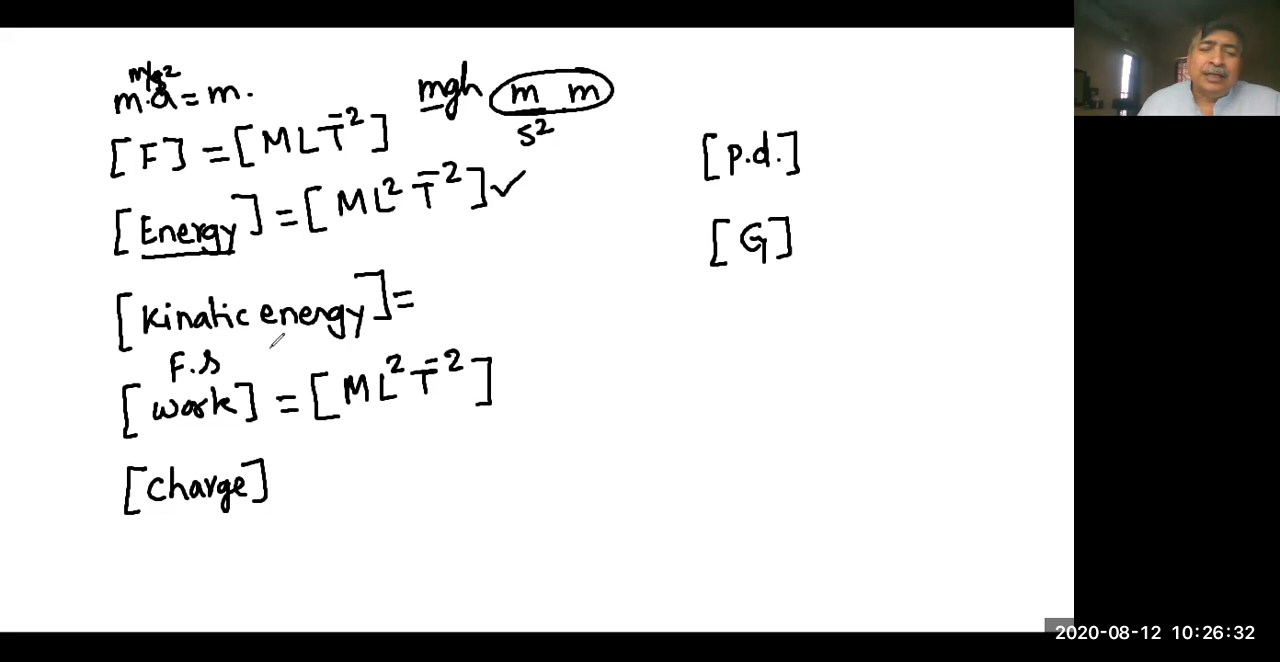 m/s²
m.a = m.
mgh m m
s²
[F] = [MLT̄²]
[Energy] = [ML²T̄²] ✓
[Kinatic energy] =
F.s
[work] = [ML²T̄²]
[charge]
[p.d.]
[G]
2020-08-12 10:26:32